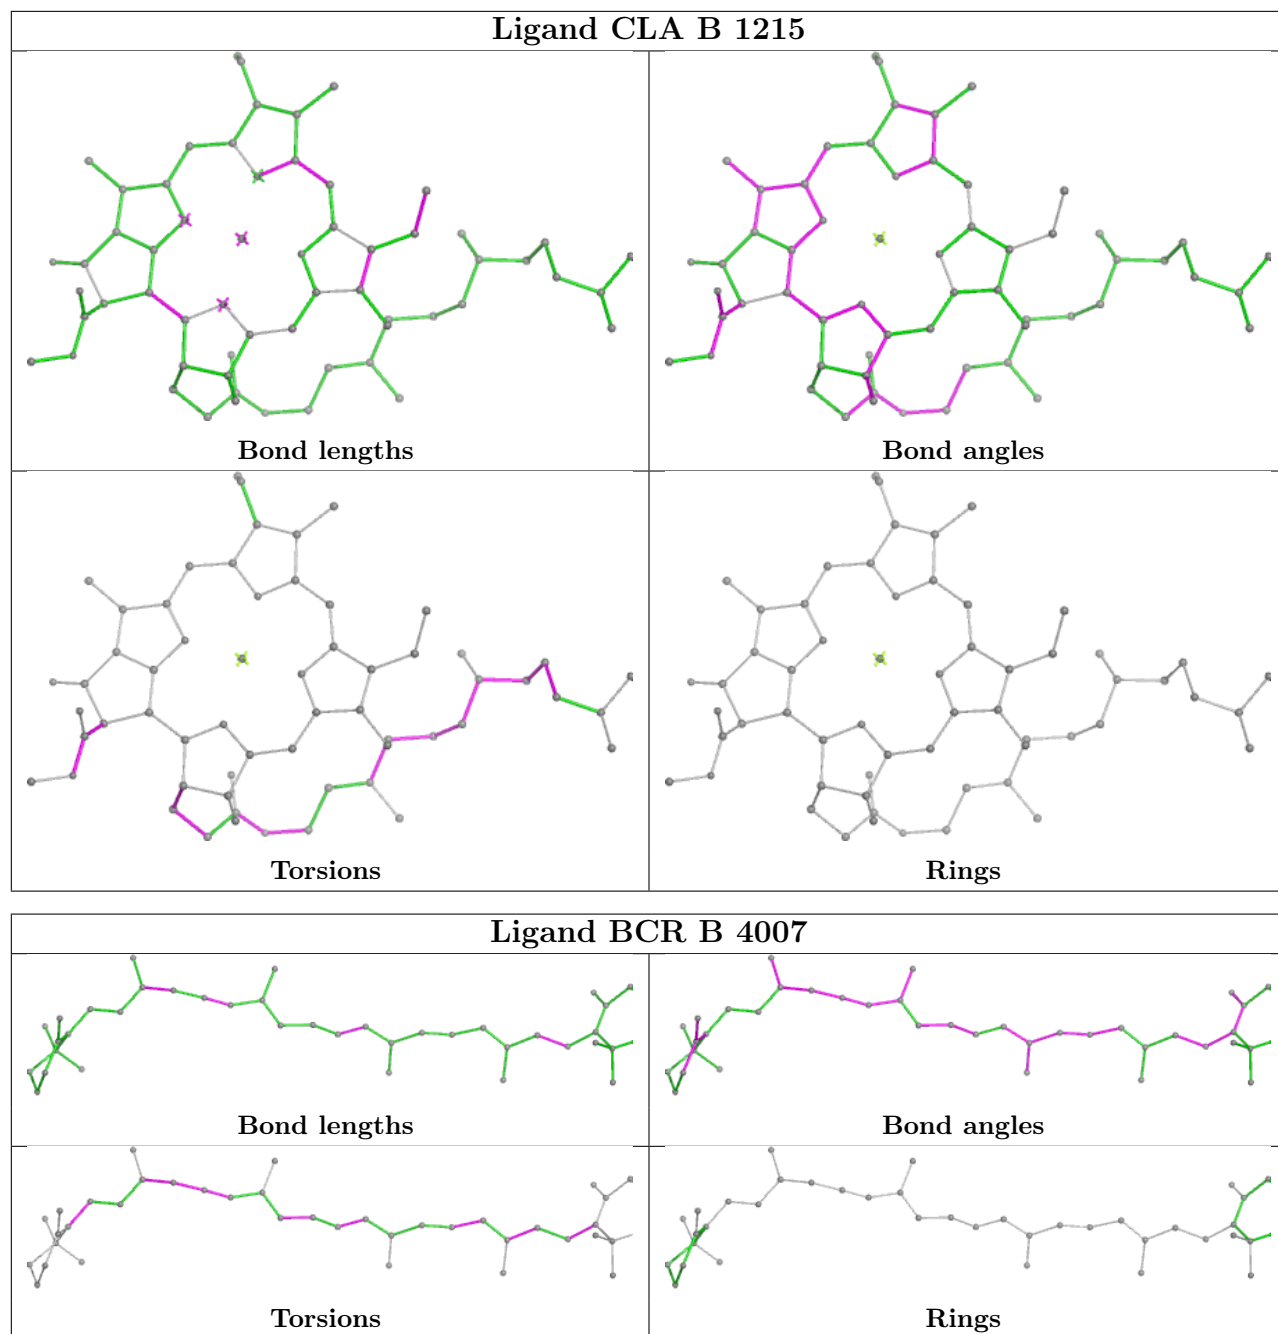 Ligand CLA B 1215
Bond lengths
Bond angles
Torsions
Rings
Ligand BCR B 4007
Bond lengths
Bond angles
Torsions
Rings